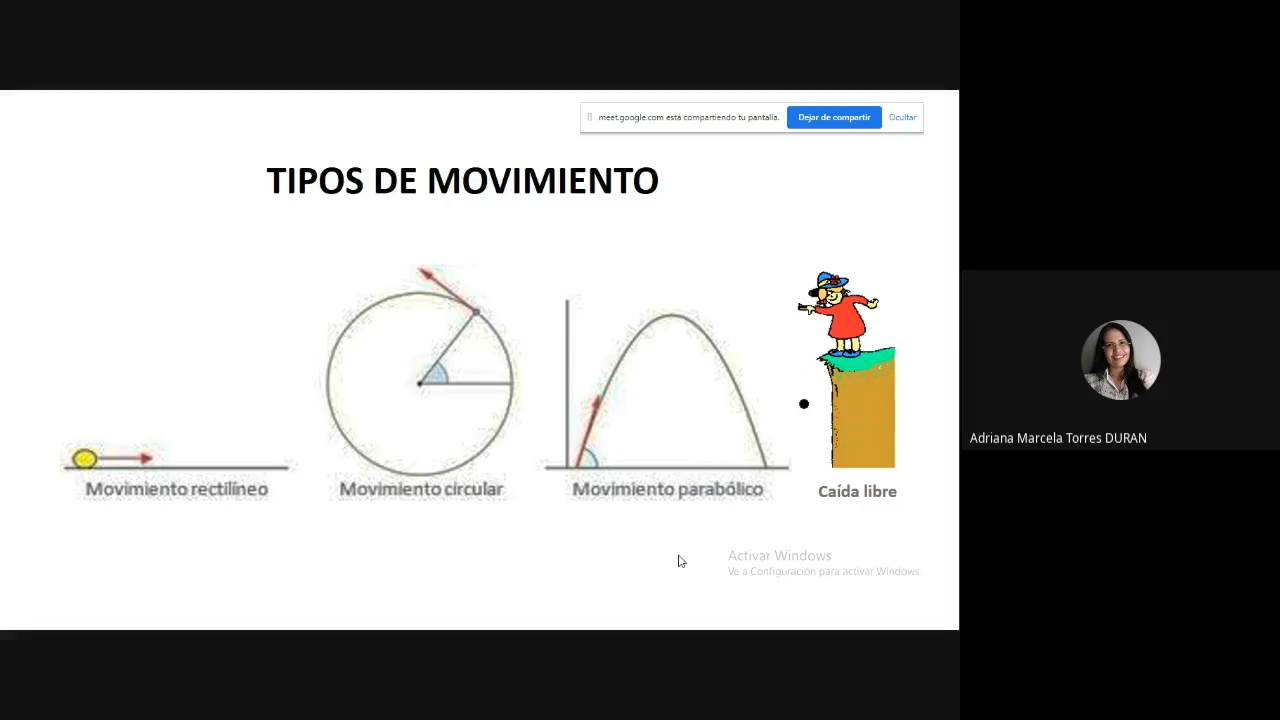 meet.google.com está compartiendo tu pantalla. Dejar de compartir Ocultar
TIPOS DE MOVIMIENTO
Movimiento rectilíneo Movimiento circular Movimiento parabólico Caída libre
Activar Windows
Ve a Configuración para activar Windows.
Adriana Marcela Torres DURAN